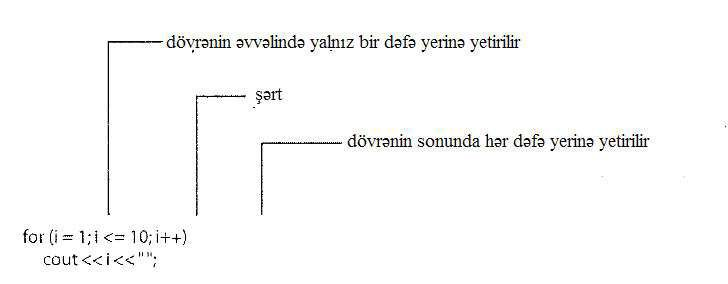 dövrənin əvvəlində yalnız bir dəfə yerinə yetirilir
şərt
dövrənin sonunda hər dəfə yerinə yetirilir
for (i = 1; i <= 10; i++)
cout<<i<<"";